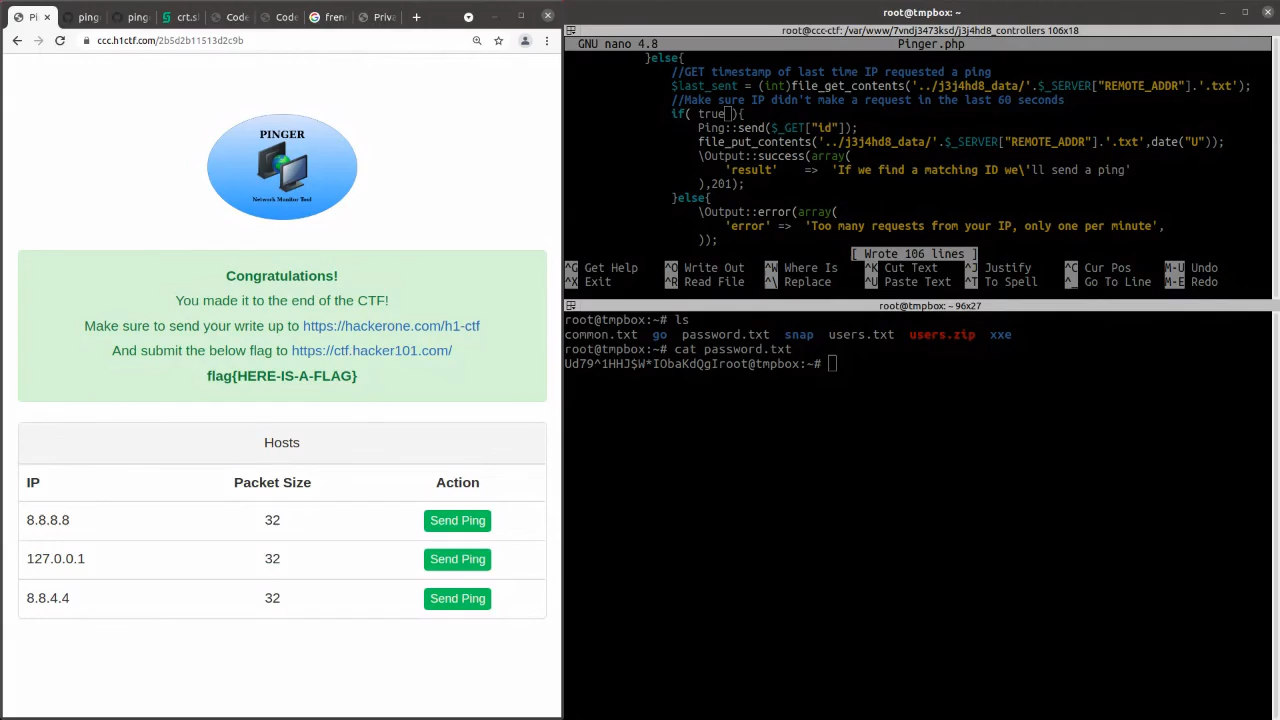 Pi
ping
ping
crt.sl
Code
Code
fren
Priva
ccc.h1ctf.com/2b5d2b11513d2c9b
PINGER
Network Monitor Tool
Congratulations!
You made it to the end of the CTF!
Make sure to send your write up to https://hackerone.com/h1-ctf
And submit the below flag to https://ctf.hacker101.com/
flag{HERE-IS-A-FLAG}
Hosts
IP Packet Size Action
8.8.8.8 32 Send Ping
127.0.0.1 32 Send Ping
8.8.4.4 32 Send Ping
root@tmpbox: ~
root@ccc-ctf: /var/www/7vndj3473ksd/j3j4hd8_controllers 106x18
GNU nano 4.8 Pinger.php
}else{
//GET timestamp of last time IP requested a ping
$last_sent = (int)file_get_contents('../j3j4hd8_data/'.$_SERVER["REMOTE_ADDR"].'.txt');
//Make sure IP didn't make a request in the last 60 seconds
if( true ){
Ping::send($_GET["id"]);
file_put_contents('../j3j4hd8_data/'.$_SERVER["REMOTE_ADDR"].'.txt',date("U"));
\Output::success(array(
'result' => 'If we find a matching ID we\'ll send a ping'
),201);
}else{
\Output::error(array(
'error' => 'Too many requests from your IP, only one per minute',
));
[ Wrote 106 lines ]
^G Get Help ^O Write Out ^W Where Is ^K Cut Text ^J Justify ^C Cur Pos M-U Undo
^X Exit ^R Read File ^\ Replace ^U Paste Text ^T To Spell ^_ Go To Line M-E Redo
root@tmpbox: ~ 96x27
root@tmpbox:~# ls
common.txt go password.txt snap users.txt users.zip xxe
root@tmpbox:~# cat password.txt
Ud79^1HHJ$W*IObaKdQgIroot@tmpbox:~#